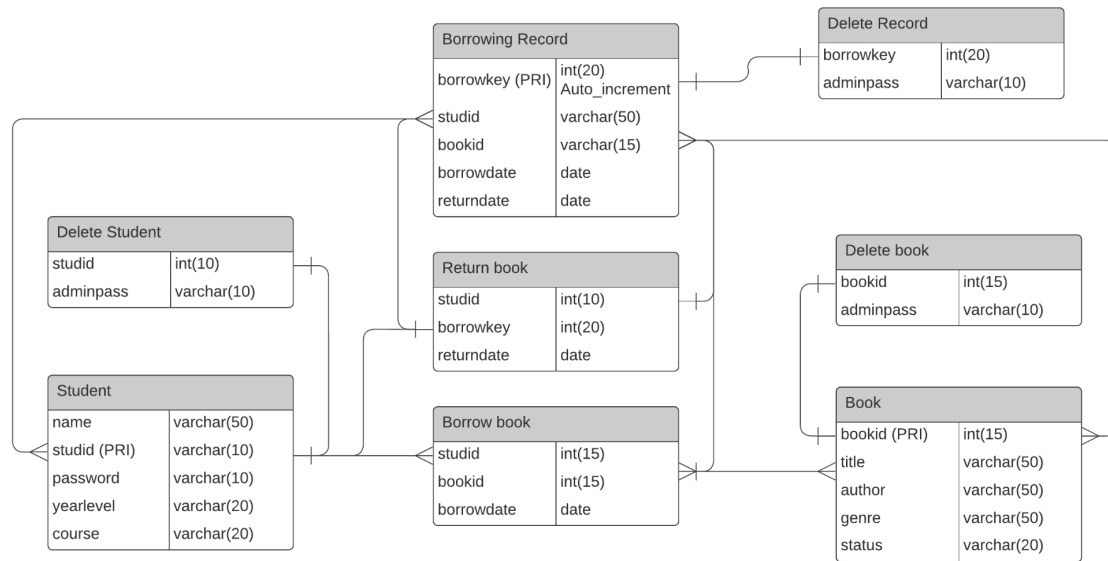 Borrowing Record
borrowkey (PRI) int(20)
Auto_increment
studid varchar(50)
bookid varchar(15)
borrowdate date
returndate date
Delete Record
borrowkey int(20)
adminpass varchar(10)
Delete Student
studid int(10)
adminpass varchar(10)
Return book
studid int(10)
borrowkey int(20)
returndate date
Delete book
bookid int(15)
adminpass varchar(10)
Student
name varchar(50)
studid (PRI) varchar(10)
password varchar(10)
yearlevel varchar(20)
course varchar(20)
Borrow book
studid int(15)
bookid int(15)
borrowdate date
Book
bookid (PRI) int(15)
title varchar(50)
author varchar(50)
genre varchar(50)
status varchar(20)